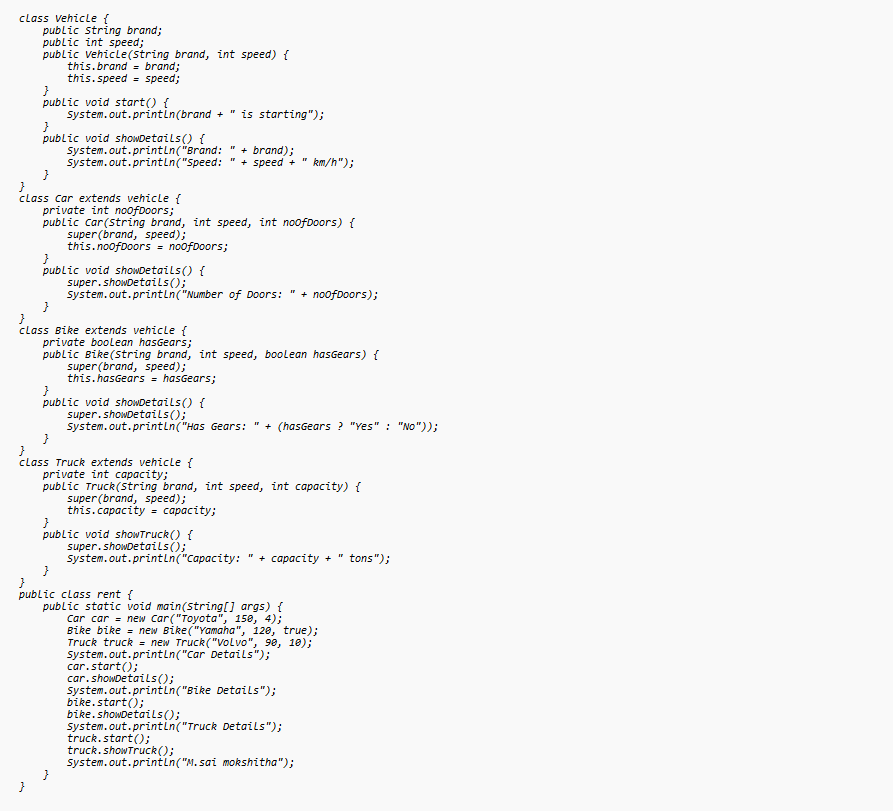 class Vehicle {
    public String brand;
    public int speed;
    public Vehicle(String brand, int speed) {
        this.brand = brand;
        this.speed = speed;
    }
    public void start() {
        System.out.println(brand + " is starting");
    }
    public void showDetails() {
        System.out.println("Brand: " + brand);
        System.out.println("Speed: " + speed + " km/h");
    }
}
class Car extends vehicle {
    private int noOfDoors;
    public Car(String brand, int speed, int noOfDoors) {
        super(brand, speed);
        this.noOfDoors = noOfDoors;
    }
    public void showDetails() {
        super.showDetails();
        System.out.println("Number of Doors: " + noOfDoors);
    }
}
class Bike extends vehicle {
    private boolean hasGears;
    public Bike(String brand, int speed, boolean hasGears) {
        super(brand, speed);
        this.hasGears = hasGears;
    }
    public void showDetails() {
        super.showDetails();
        System.out.println("Has Gears: " + (hasGears ? "Yes" : "No"));
    }
}
class Truck extends vehicle {
    private int capacity;
    public Truck(String brand, int speed, int capacity) {
        super(brand, speed);
        this.capacity = capacity;
    }
    public void showTruck() {
        super.showDetails();
        System.out.println("Capacity: " + capacity + " tons");
    }
}
public class rent {
    public static void main(String[] args) {
        Car car = new Car("Toyota", 150, 4);
        Bike bike = new Bike("Yamaha", 120, true);
        Truck truck = new Truck("Volvo", 90, 10);
        System.out.println("Car Details");
        car.start();
        car.showDetails();
        System.out.println("Bike Details");
        bike.start();
        bike.showDetails();
        System.out.println("Truck Details");
        truck.start();
        truck.showTruck();
        System.out.println("M.sai mokshitha");
    }
}